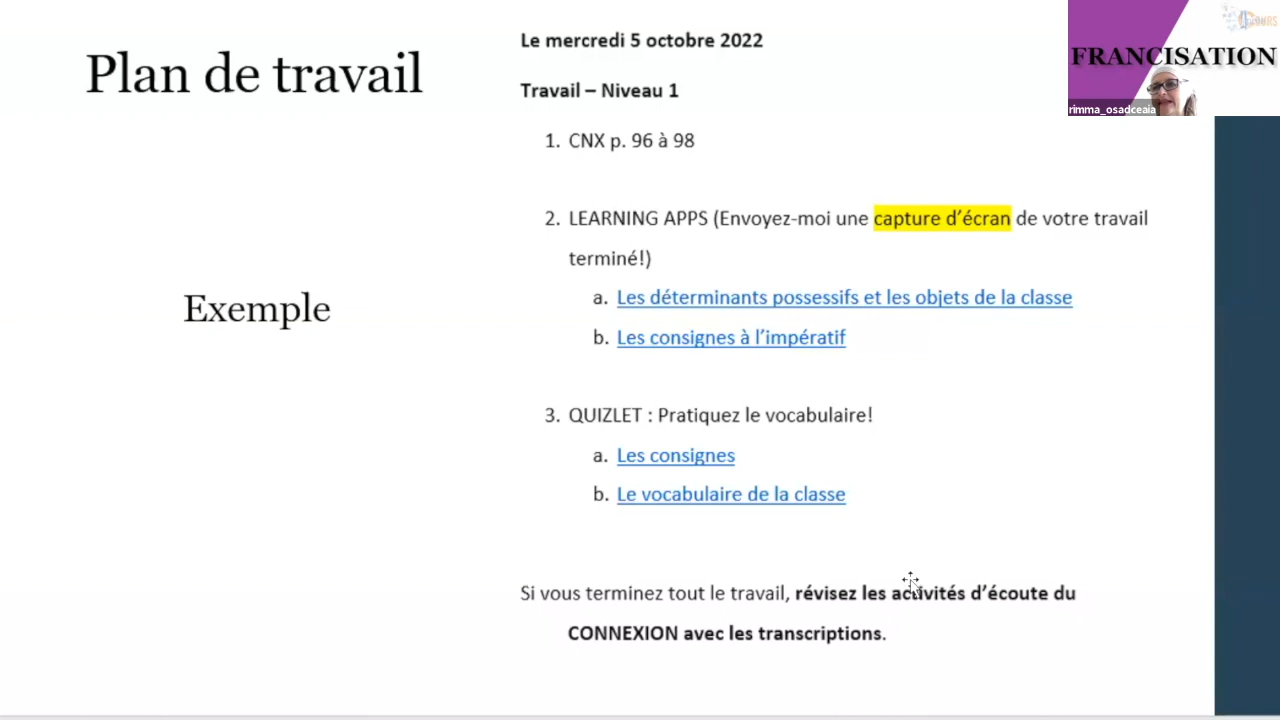 Plan de travail
Exemple
Le mercredi 5 octobre 2022
Travail – Niveau 1
1. CNX p. 96 à 98
2. LEARNING APPS (Envoyez-moi une capture d'écran de votre travail
terminé!)
a. Les déterminants possessifs et les objets de la classe
b. Les consignes à l'impératif
3. QUIZLET : Pratiquez le vocabulaire!
a. Les consignes
b. Le vocabulaire de la classe
Si vous terminez tout le travail, révisez les activités d'écoute du
CONNEXION avec les transcriptions.
FRANCISATION
rimma_osadceaia